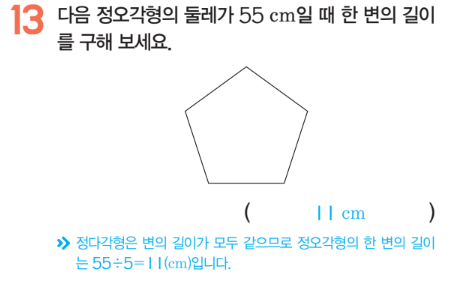 13 다음 정오각형의 둘레가 55 cm일 때 한 변의 길이
를 구해 보세요.
( 11 cm )
정다각형은 변의 길이가 모두 같으므로 정오각형의 한 변의 길이
는 55÷5=11(cm)입니다.